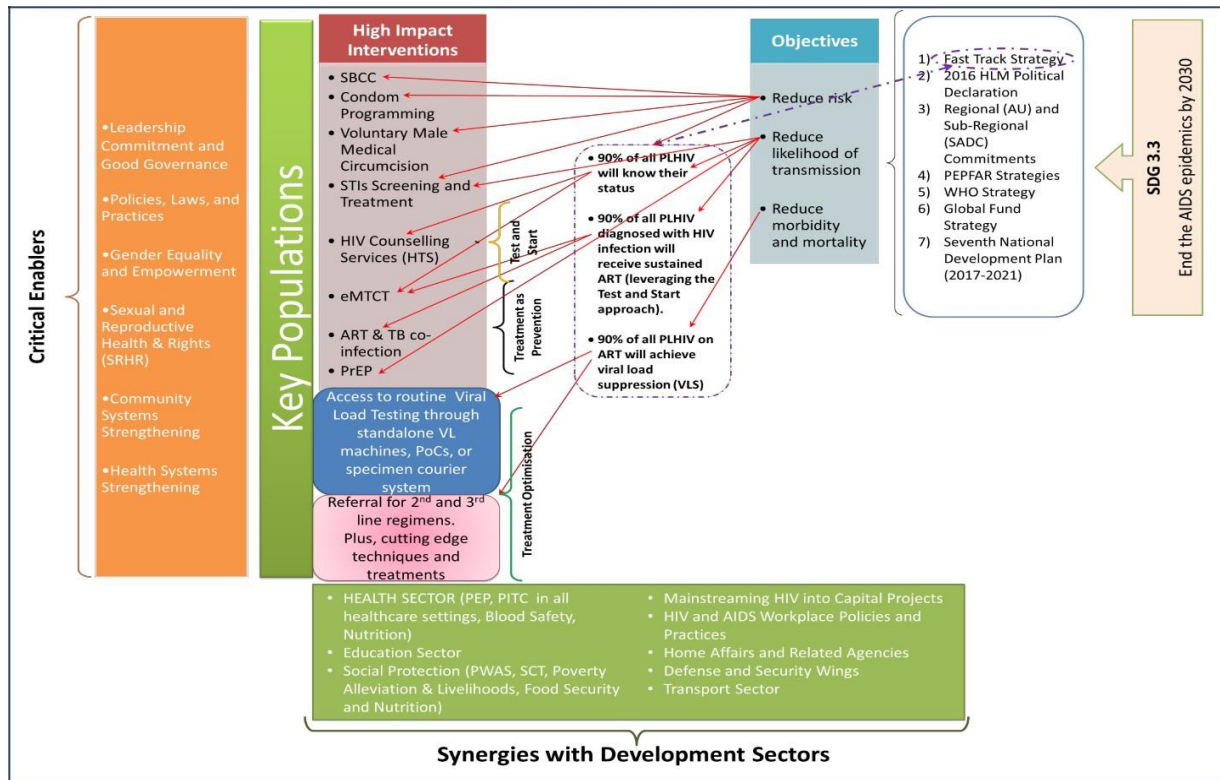 Critical Enablers
•Leadership
Commitment and
Good Governance
•Policies, Laws, and
Practices
•Gender Equality
and Empowerment
•Sexual and
Reproductive
Health & Rights
(SRHR)
•Community
Systems
Strengthening
•Health Systems
Strengthening
Key Populations
High Impact
Interventions
• SBCC
• Condom
Programming
• Voluntary Male
Medical
Circumcision
• STIs Screening and
Treatment
• HIV Counselling
Services (HTS)
• eMTCT
• ART & TB co-
infection
• PrEP
Test and
Start
Treatment as
Prevention
Access to routine Viral
Load Testing through
standalone VL
machines, PoCs, or
specimen courier
system
Referral for 2nd and 3rd
line regimens.
Plus, cutting edge
techniques and
treatments
Treatment Optimisation
• 90% of all PLHIV
will know their
status
• 90% of all PLHIV
diagnosed with HIV
infection will
receive sustained
ART (leveraging the
Test and Start
approach).
• 90% of all PLHIV on
ART will achieve
viral load
suppression (VLS)
Objectives
• Reduce risk
• Reduce
likelihood of
transmission
• Reduce
morbidity
and mortality
1) Fast Track Strategy
2) 2016 HLM Political
Declaration
3) Regional (AU) and
Sub-Regional
(SADC)
Commitments
4) PEPFAR Strategies
5) WHO Strategy
6) Global Fund
Strategy
7) Seventh National
Development Plan
(2017-2021)
SDG 3.3
End the AIDS epidemics by 2030
• HEALTH SECTOR (PEP, PITC in all
healthcare settings, Blood Safety,
Nutrition)
• Education Sector
• Social Protection (PWAS, SCT, Poverty
Alleviation & Livelihoods, Food Security
and Nutrition)
• Mainstreaming HIV into Capital Projects
• HIV and AIDS Workplace Policies and
Practices
• Home Affairs and Related Agencies
• Defense and Security Wings
• Transport Sector
Synergies with Development Sectors